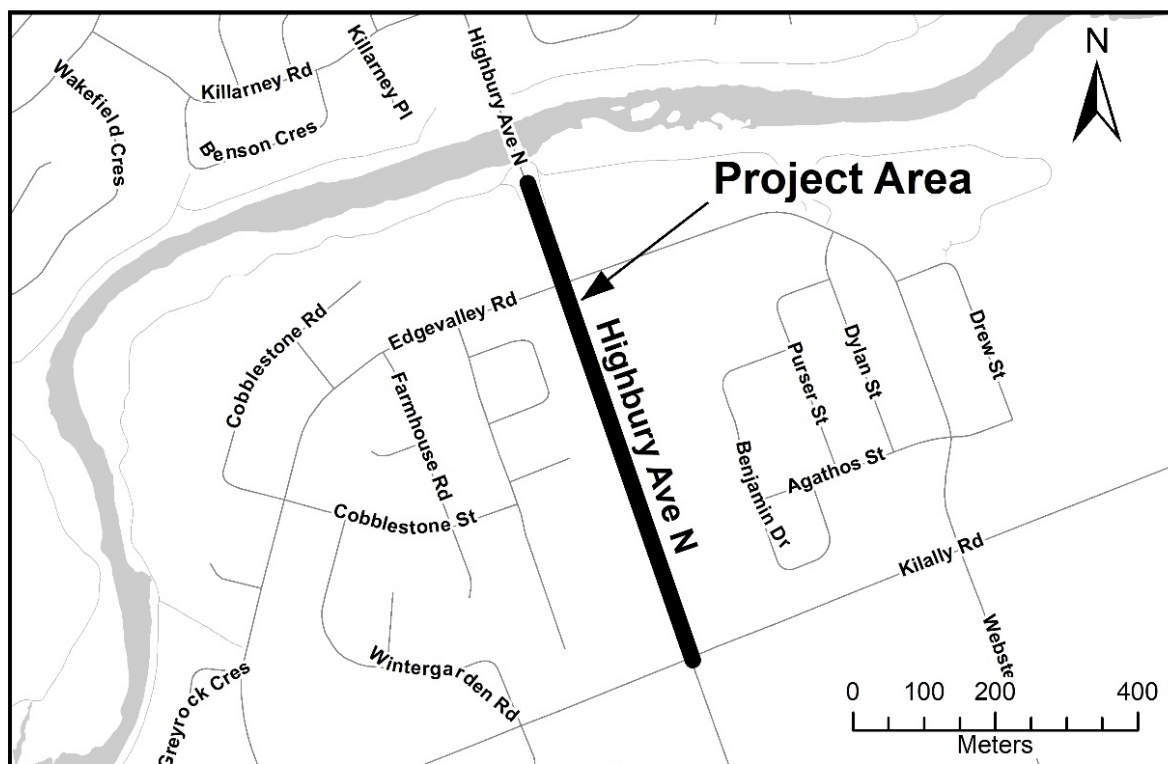 Highbury Ave N
N
Killarney Pl
Killarney Rd
Wakefield Cres
Benson Cres
Project Area
Edgevalley Rd
Cobblestone Rd
Highbury Ave N
Drew St
Dylan St
Purser St
Farmhouse Rd
Benjamin Dr
Agathos St
Cobblestone St
Kilally Rd
Webste
Wintergarden Rd
Greyrock Cres
0 100 200 400
Meters